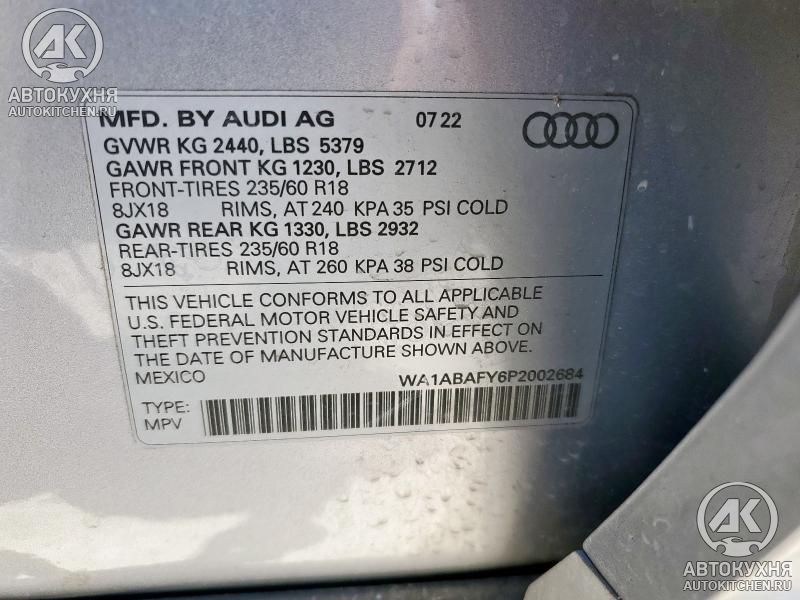 АК
АВТОКУХНЯ
AUTOKITCHEN.RU
MFD. BY AUDI AG 07 22
GVWR KG 2440, LBS 5379
GAWR FRONT KG 1230, LBS 2712
FRONT-TIRES 235/60 R18
8JX18 RIMS, AT 240 KPA 35 PSI COLD
GAWR REAR KG 1330, LBS 2932
REAR-TIRES 235/60 R18
8JX18 RIMS, AT 260 KPA 38 PSI COLD
THIS VEHICLE CONFORMS TO ALL APPLICABLE
U.S. FEDERAL MOTOR VEHICLE SAFETY AND
THEFT PREVENTION STANDARDS IN EFFECT ON
THE DATE OF MANUFACTURE SHOWN ABOVE.
MEXICO WA1ABAFY6P2002684
TYPE:
MPV
АК
АВТОКУХНЯ
AUTOKITCHEN.RU